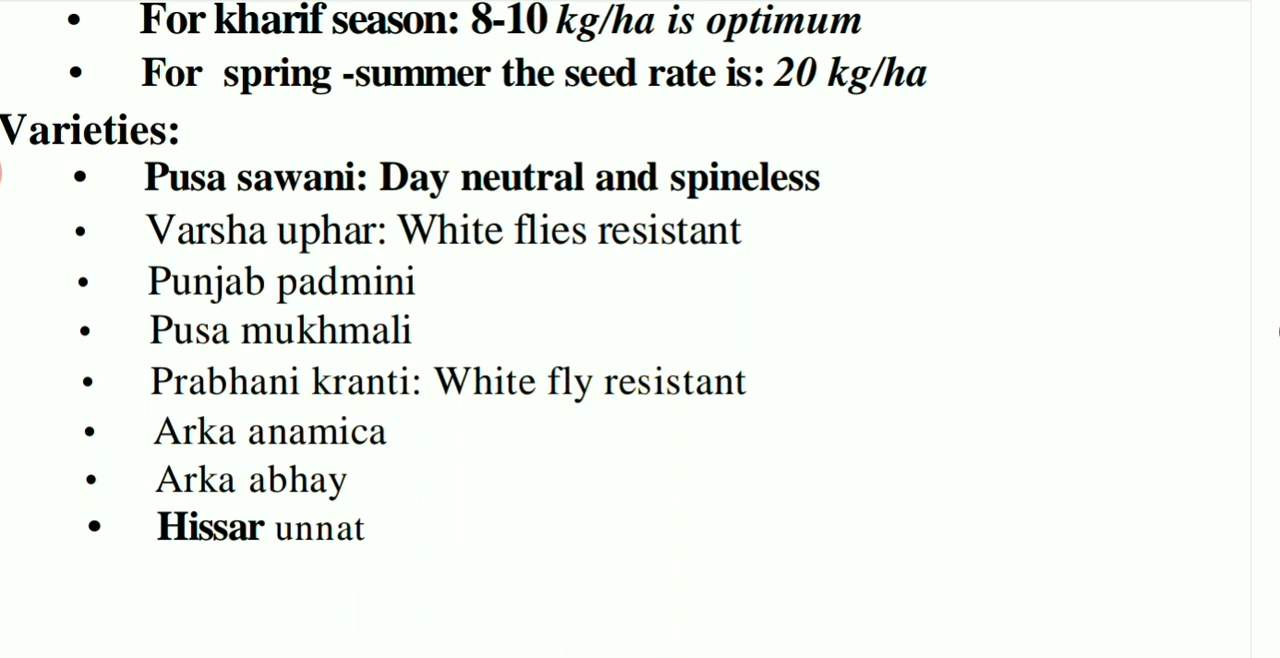 • For kharif season: 8-10 kg/ha is optimum
• For spring -summer the seed rate is: 20 kg/ha
Varieties:
• Pusa sawani: Day neutral and spineless
• Varsha uphar: White flies resistant
• Punjab padmini
• Pusa mukhmali
• Prabhani kranti: White fly resistant
• Arka anamica
• Arka abhay
• Hissar unnat